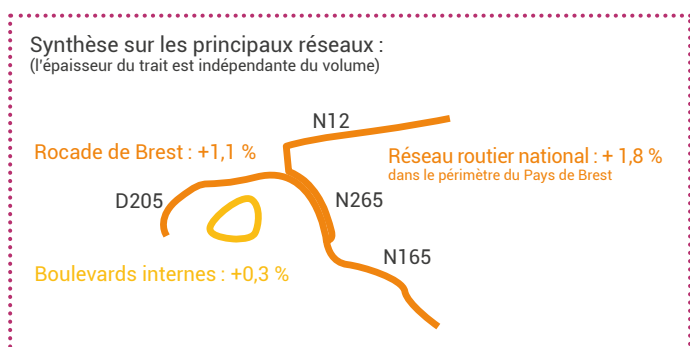 Synthèse sur les principaux réseaux :
(l'épaisseur du trait est indépendante du volume)
N12
Rocade de Brest : +1,1 %
Réseau routier national : + 1,8 %
dans le périmètre du Pays de Brest
D205
N265
N165
Boulevards internes : +0,3 %